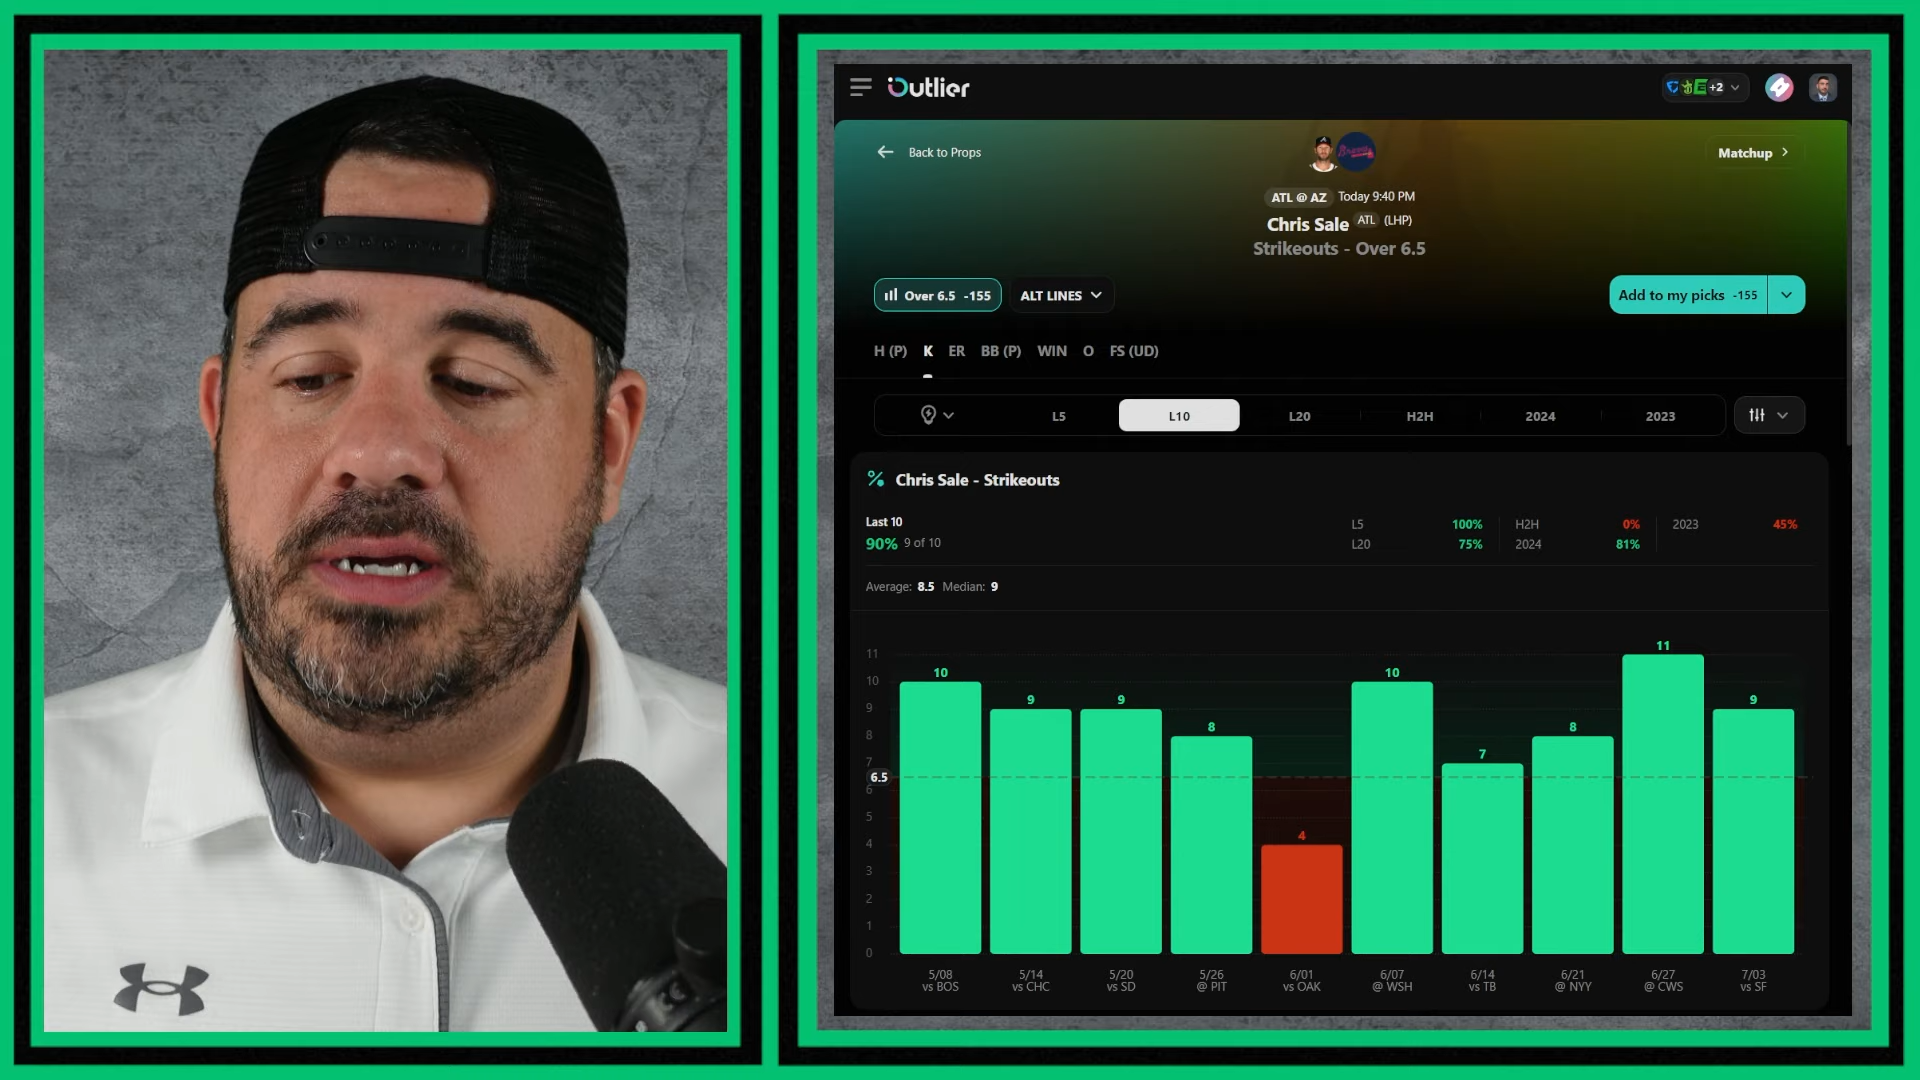 Outlier
+2
Back to Props
Matchup
ATL @ AZ Today 9:40 PM
Chris Sale ATL (LHP)
Strikeouts - Over 6.5
Over 6.5 -155
ALT LINES
Add to my picks -155
H (P) K ER BB (P) WIN O FS (UD)
L5 L10 L20 H2H 2024 2023
Chris Sale - Strikeouts
Last 10
90% 9 of 10
L5 100% H2H 0% 2023 45%
L20 75% 2024 81%
Average: 8.5 Median: 9
11
10
9
8
7
6.5
6
5
4
3
2
1
0
10
9
9
8
4
10
7
8
11
9
5/08 5/14 5/20 5/26 6/01 6/07 6/14 6/21 6/27 7/03
vs BOS vs CHC vs SD @ PIT vs OAK @ WSH vs TB @ NYY @ CWS vs SF